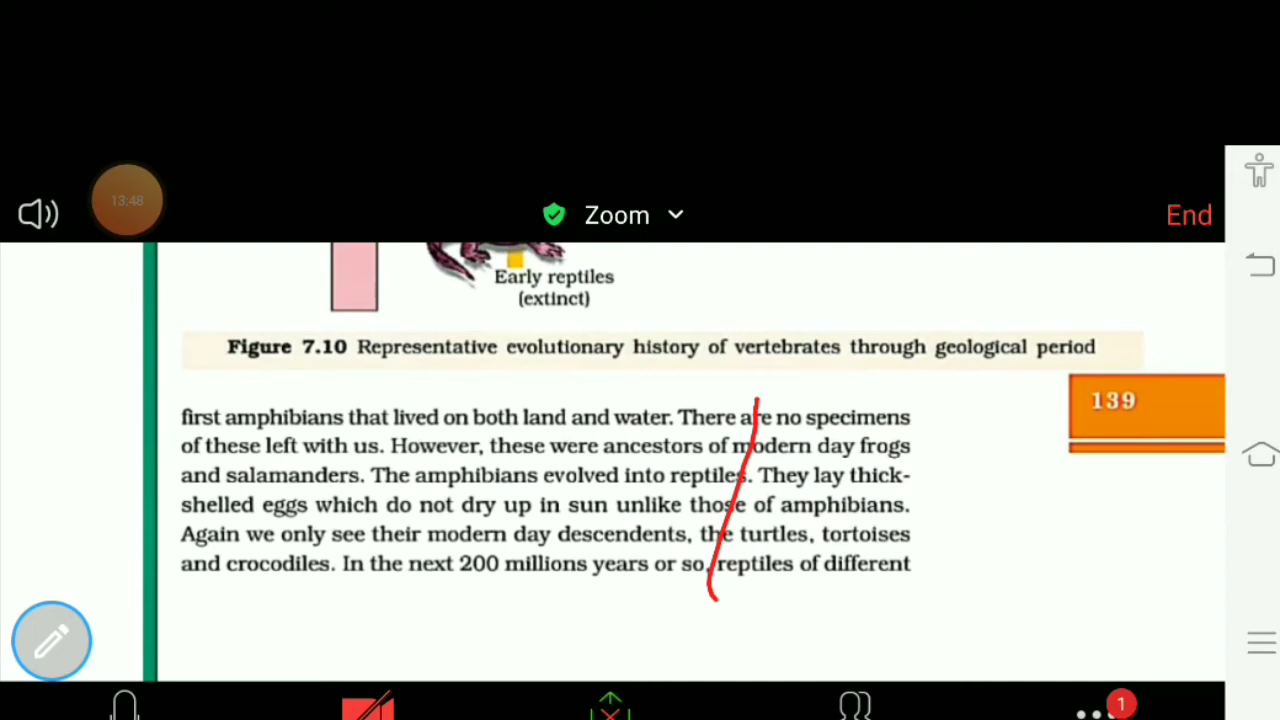 13:48
Zoom
End
Early reptiles
(extinct)
Figure 7.10 Representative evolutionary history of vertebrates through geological period
139
first amphibians that lived on both land and water. There are no specimens
of these left with us. However, these were ancestors of modern day frogs
and salamanders. The amphibians evolved into reptiles. They lay thick-
shelled eggs which do not dry up in sun unlike those of amphibians.
Again we only see their modern day descendents, the turtles, tortoises
and crocodiles. In the next 200 millions years or so, reptiles of different
1